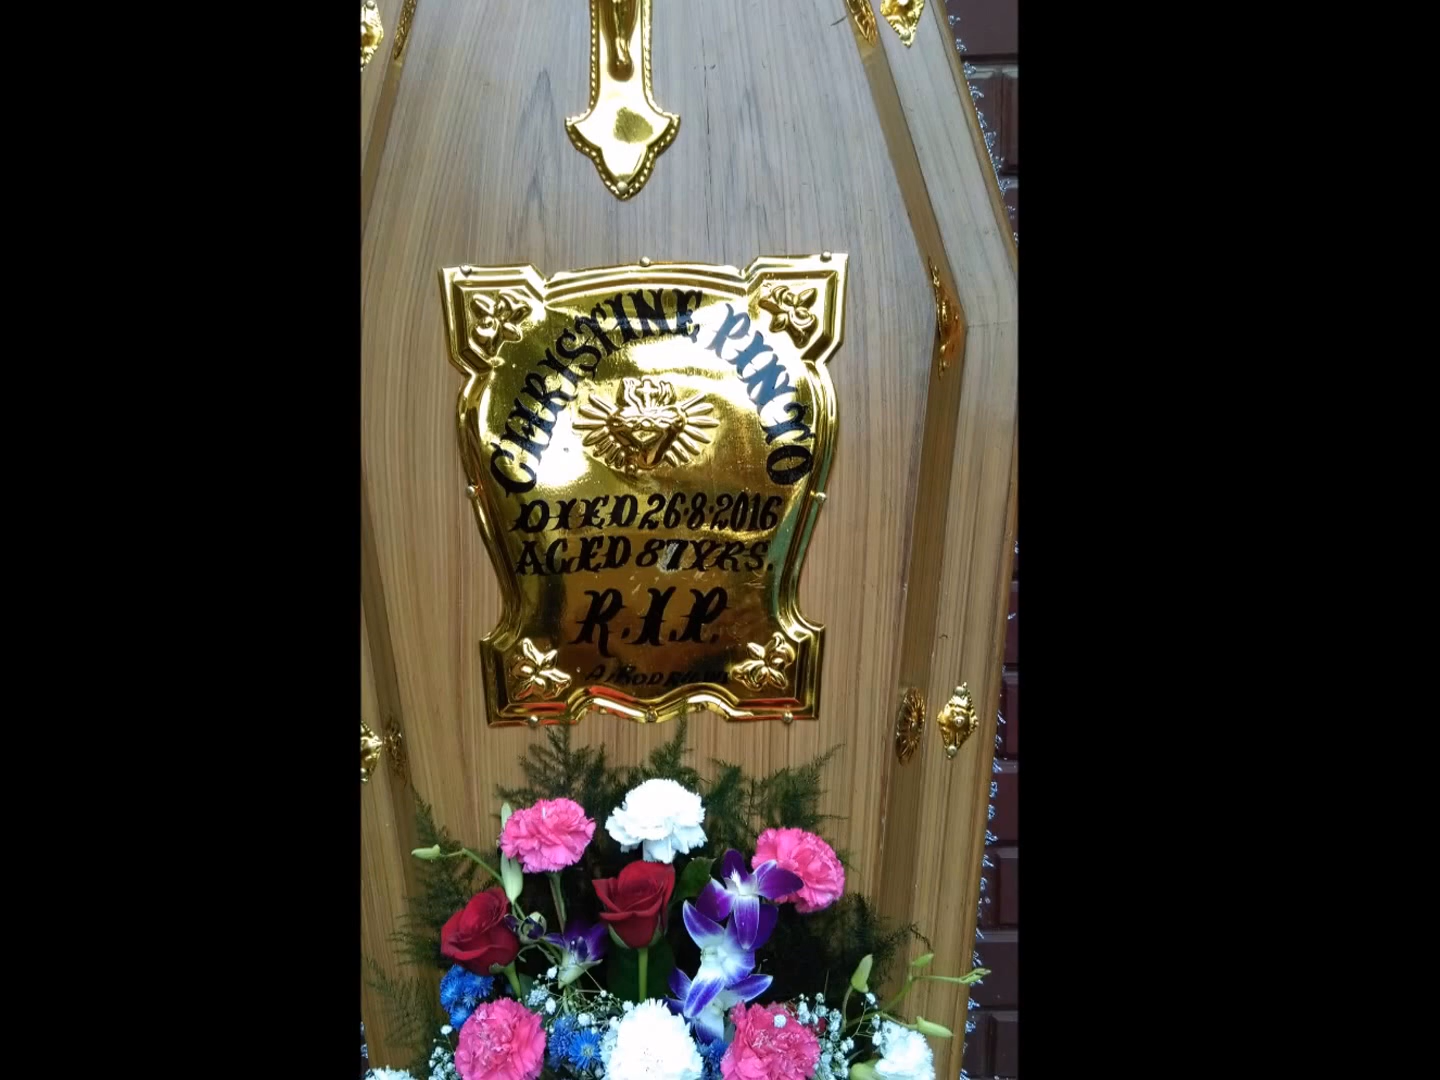 CHRISTINE PINTO
DIED 26·8·2016
AGED 87YRS.
R.I.P.